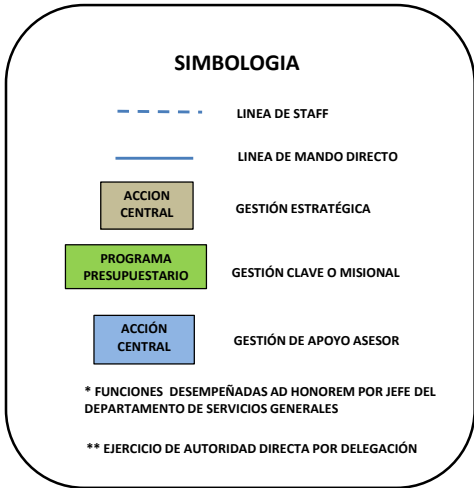 SIMBOLOGIA
LINEA DE STAFF
LINEA DE MANDO DIRECTO
ACCION
CENTRAL
GESTIÓN ESTRATÉGICA
PROGRAMA
PRESUPUESTARIO
GESTIÓN CLAVE O MISIONAL
ACCIÓN
CENTRAL
GESTIÓN DE APOYO ASESOR
* FUNCIONES DESEMPEÑADAS AD HONOREM POR JEFE DEL
DEPARTAMENTO DE SERVICIOS GENERALES
** EJERCICIO DE AUTORIDAD DIRECTA POR DELEGACIÓN